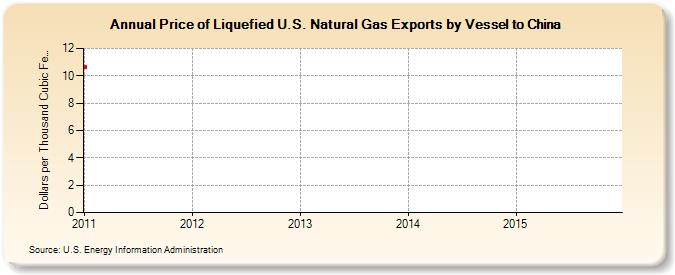 Annual Price of Liquefied U.S. Natural Gas Exports by Vessel to China
Dollars per Thousand Cubic Fe...
12
10
8
6
4
2
0
2011 2012 2013 2014 2015
Source: U.S. Energy Information Administration